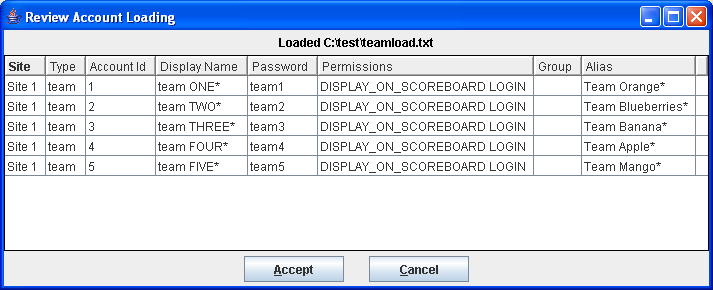 Review Account Loading
Loaded C:\test\teamload.txt
Site Type Account Id Display Name Password Permissions Group Alias
Site 1 team 1 team ONE* team1 DISPLAY_ON_SCOREBOARD LOGIN Team Orange*
Site 1 team 2 team TWO* team2 DISPLAY_ON_SCOREBOARD LOGIN Team Blueberries*
Site 1 team 3 team THREE* team3 DISPLAY_ON_SCOREBOARD LOGIN Team Banana*
Site 1 team 4 team FOUR* team4 DISPLAY_ON_SCOREBOARD LOGIN Team Apple*
Site 1 team 5 team FIVE* team5 DISPLAY_ON_SCOREBOARD LOGIN Team Mango*
Accept Cancel